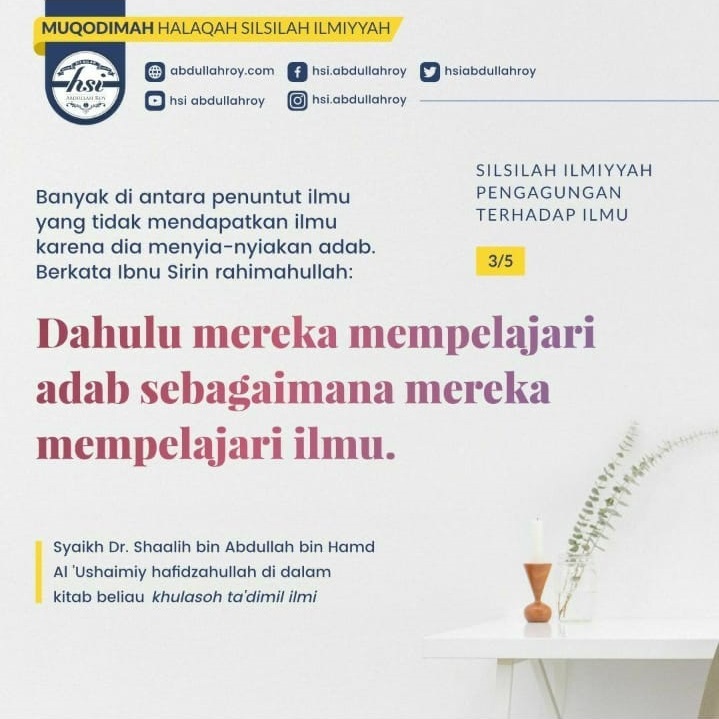 MUQODIMAH HALAQAH SILSILAH ILMIYYAH
hsi
ABDULLAH ROY
abdullahroy.com
hsi.abdullahroy
hsiabdullahroy
hsi abdullahroy
hsi.abdullahroy
SILSILAH ILMIYYAH
PENGAGUNGAN
TERHADAP ILMU
3/5
Banyak di antara penuntut ilmu
yang tidak mendapatkan ilmu
karena dia menyia-nyiakan adab.
Berkata Ibnu Sirin rahimahullah:
Dahulu mereka mempelajari
adab sebagaimana mereka
mempelajari ilmu.
Syaikh Dr. Shaalih bin Abdullah bin Hamd
Al 'Ushaimiy hafidzahullah di dalam
kitab beliau khulasoh ta'dimil ilmi